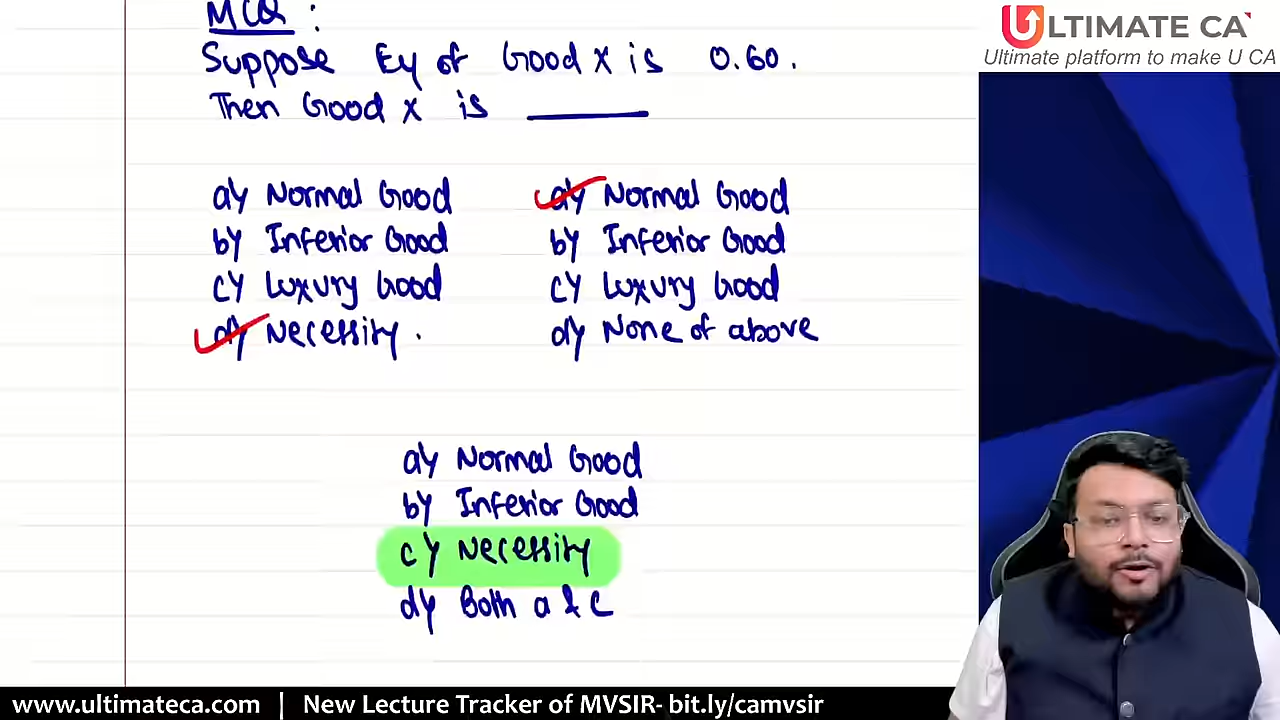 MCQ :
Suppose Ey of Good X is 0.60.
Then Good X is ______
a) Normal Good
b) Inferior Good
c) Luxury Good
d) Necessity.
a) Normal Good
b) Inferior Good
c) Luxury Good
d) None of above
a) Normal Good
b) Inferior Good
c) Necessity
d) Both a & c
ULTIMATE CA
Ultimate platform to make U CA
www.ultimateca.com | New Lecture Tracker of MVSIR- bit.ly/camvsir